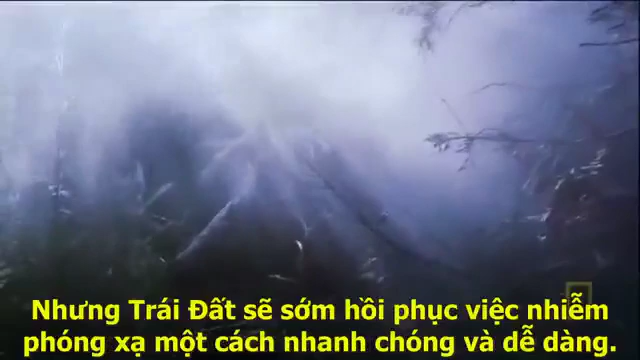 Nhưng Trái Đất sẽ sớm hồi phục việc nhiễm
phóng xạ một cách nhanh chóng và dễ dàng.